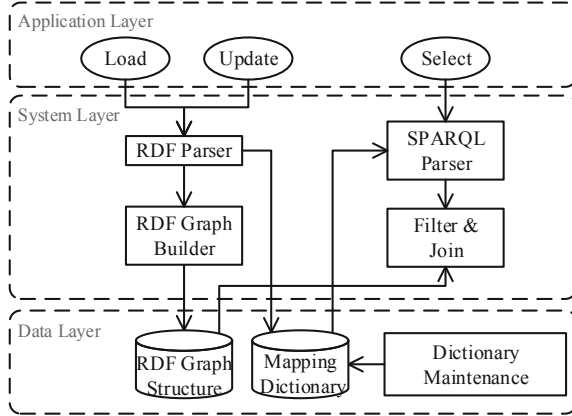 Application Layer
Load
Update
Select
System Layer
RDF Parser
SPARQL
Parser
RDF Graph
Builder
Filter &
Join
Data Layer
RDF Graph
Structure
Mapping
Dictionary
Dictionary
Maintenance